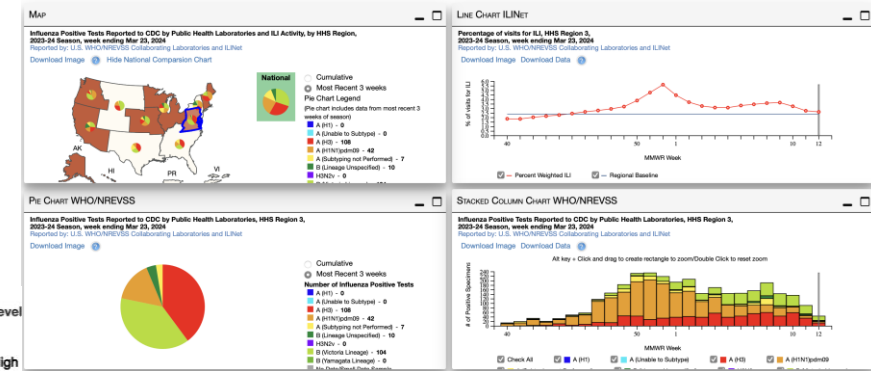 MAP
Influenza Positive Tests Reported to CDC by Public Health Laboratories and ILI Activity, by HHS Region,
2023-24 Season, week ending Mar 23, 2024
Reported by: U.S. WHO/NREVSS Collaborating Laboratories and ILINet
Download Image Hide National Comparison Chart
National
Cumulative
Most Recent 3 weeks
Pie Chart Legend
(Pie chart includes data from most recent 3
weeks of season)
A (H1) - 0
A (Unable to Subtype) - 0
A (H3) - 108
A (H1N1)pdm09 - 42
A (Subtyping not Performed) - 7
B (Lineage Unspecified) - 10
H3N2v - 0
AK
HI
PR
VI
LINE CHART ILINET
Percentage of visits for ILI, HHS Region 3,
2023-24 Season, week ending Mar 23, 2024
Reported by: U.S. WHO/NREVSS Collaborating Laboratories and ILINet
Download Image Download Data
% of visits for ILI
40 50 1 10 12
MMWR Week
Percent Weighted ILI Regional Baseline
PIE CHART WHO/NREVSS
Influenza Positive Tests Reported to CDC by Public Health Laboratories, HHS Region 3,
2023-24 Season, week ending Mar 23, 2024
Reported by: U.S. WHO/NREVSS Collaborating Laboratories and ILINet
Download Image
Cumulative
Most Recent 3 weeks
Number of Influenza Positive Tests
A (H1) - 0
A (Unable to Subtype) - 0
A (H3) - 108
A (H1N1)pdm09 - 42
A (Subtyping not Performed) - 7
B (Lineage Unspecified) - 10
H3N2v - 0
B (Victoria Lineage) - 104
B (Yamagata Lineage) - 0
STACKED COLUMN CHART WHO/NREVSS
Influenza Positive Tests Reported to CDC by Public Health Laboratories, HHS Region 3,
2023-24 Season, week ending Mar 23, 2024
Reported by: U.S. WHO/NREVSS Collaborating Laboratories and ILINet
Download Image Download Data
Alt key + Click and drag to create rectangle to zoom/Double Click to reset zoom
# of Positive Specimens
40 50 1 10 12
MMWR Week
Check All A (H1) A (Unable to Subtype) A (H3) A (H1N1)pdm09
evel
igh